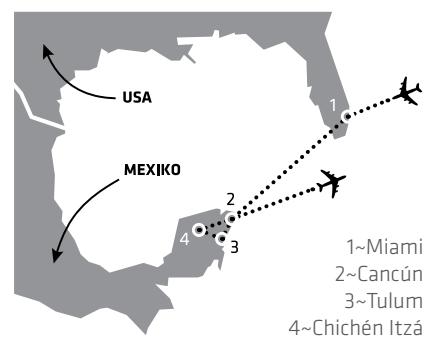 1
USA
MEXIKO
2
4
3
1~Miami
2~Cancún
3~Tulum
4~Chichén Itzá